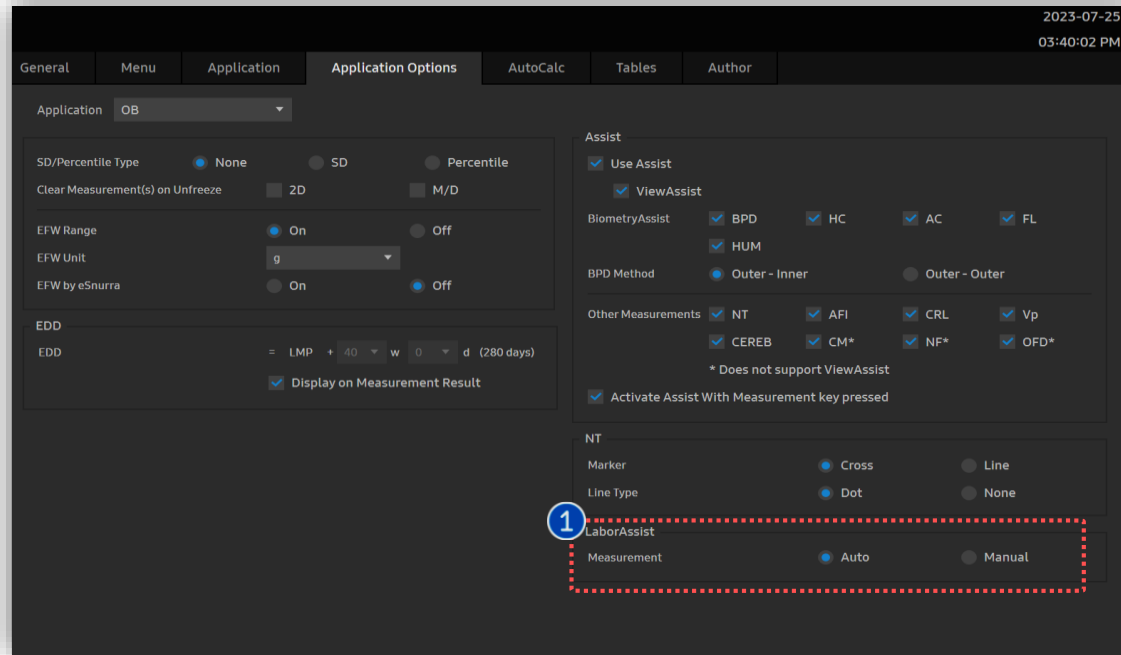 2023-07-25
03:40:02 PM
General Menu Application Application Options AutoCalc Tables Author
Application OB
SD/Percentile Type None SD Percentile
Clear Measurement(s) on Unfreeze 2D M/D
EFW Range On Off
EFW Unit g
EFW by eSnurra On Off
EDD
EDD = LMP + 40 w 0 d (280 days)
Display on Measurement Result
Assist
Use Assist
ViewAssist
BiometryAssist BPD HC AC FL
HUM
BPD Method Outer - Inner Outer - Outer
Other Measurements NT AFI CRL Vp
CEREB CM* NF* OFD*
* Does not support ViewAssist
Activate Assist With Measurement key pressed
NT
Marker Cross Line
Line Type Dot None
1
LaborAssist
Measurement Auto Manual